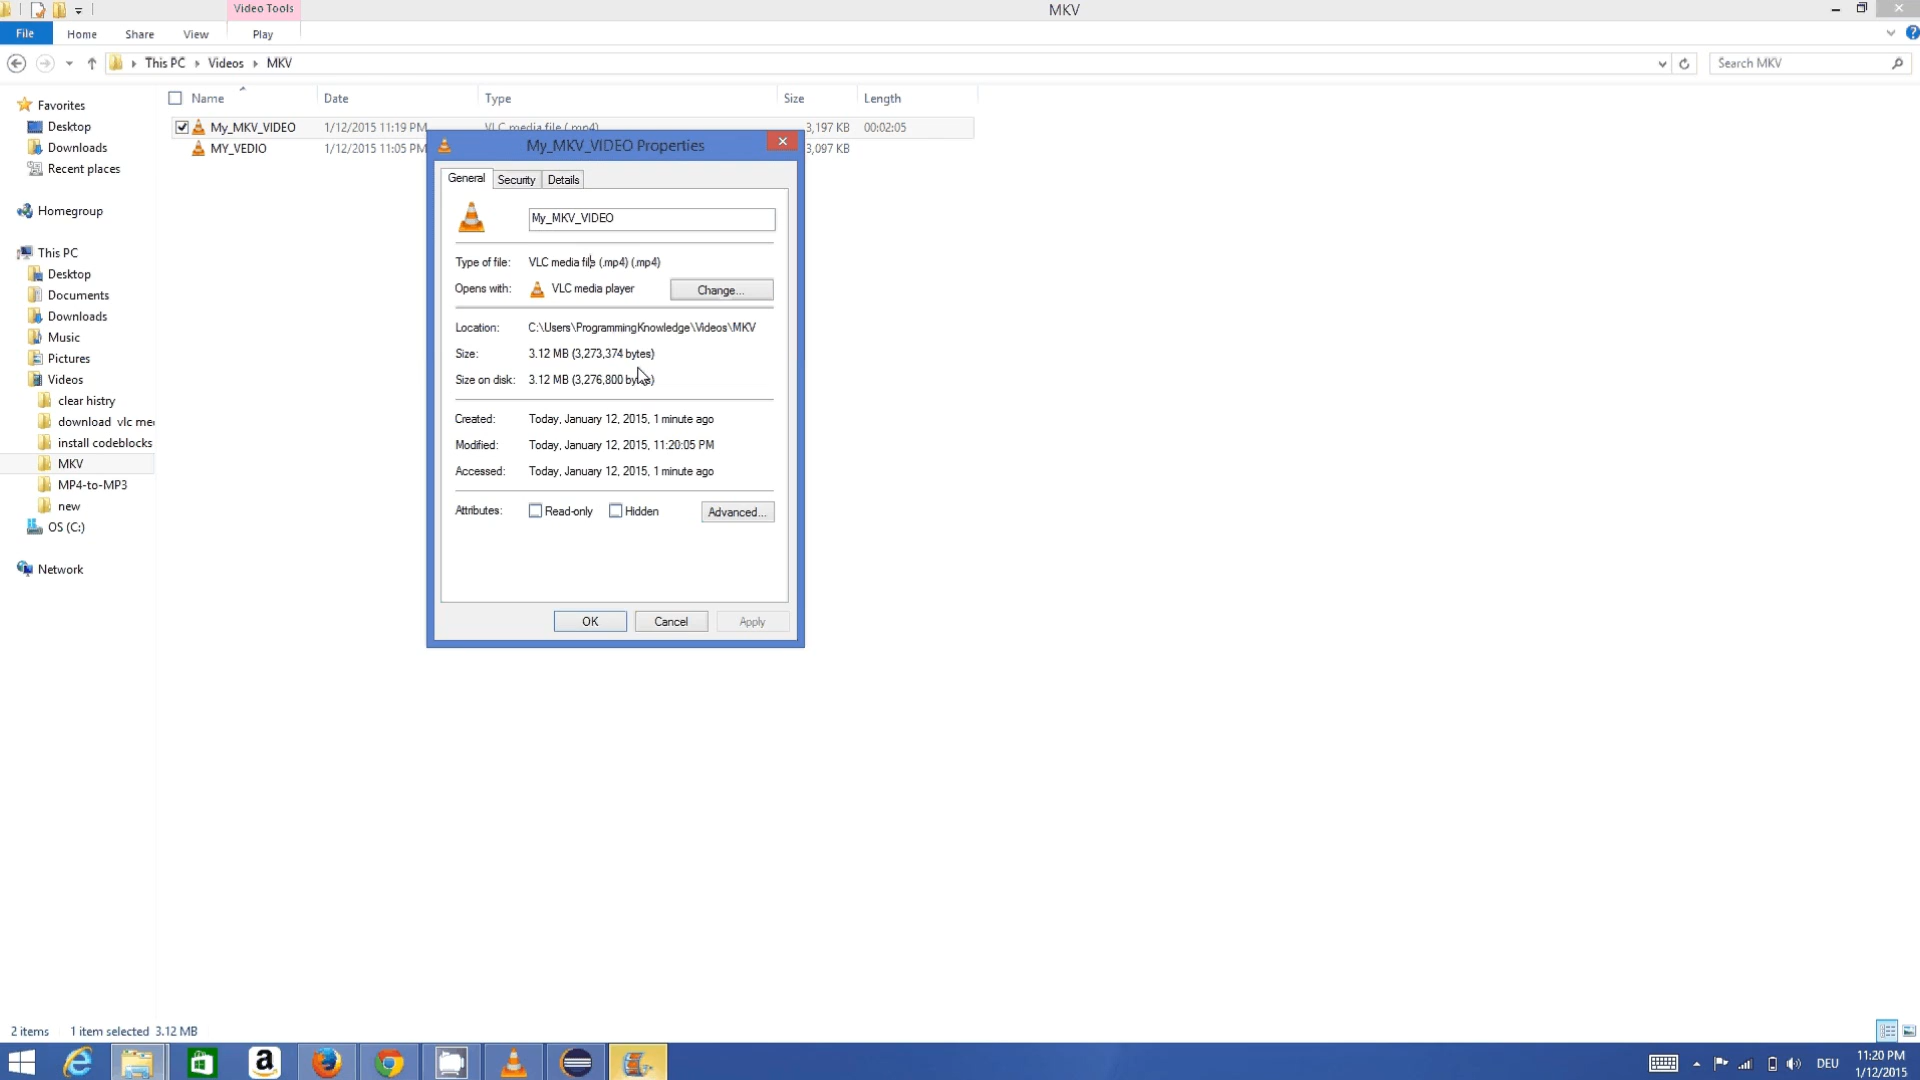 Video Tools
MKV
File Home Share View Play
This PC Videos MKV
Search MKV
Name Date Type Size Length
My_MKV_VIDEO 1/12/2015 11:19 PM VLC media file (.mp4) 3,197 KB 00:02:05
MY_VEDIO 1/12/2015 11:05 PM 3,097 KB
Favorites
Desktop
Downloads
Recent places
Homegroup
This PC
Desktop
Documents
Downloads
Music
Pictures
Videos
clear histry
download vlc me
install codeblocks
MKV
MP4-to-MP3
new
OS (C:)
Network
My_MKV_VIDEO Properties
General Security Details
My_MKV_VIDEO
Type of file: VLC media file (.mp4) (.mp4)
Opens with: VLC media player Change...
Location: C:\Users\ProgrammingKnowledge\Videos\MKV
Size: 3.12 MB (3,273,374 bytes)
Size on disk: 3.12 MB (3,276,800 bytes)
Created: Today, January 12, 2015, 1 minute ago
Modified: Today, January 12, 2015, 11:20:05 PM
Accessed: Today, January 12, 2015, 1 minute ago
Attributes: Read-only Hidden Advanced...
OK Cancel Apply
2 items 1 item selected 3.12 MB
DEU
11:20 PM
1/12/2015